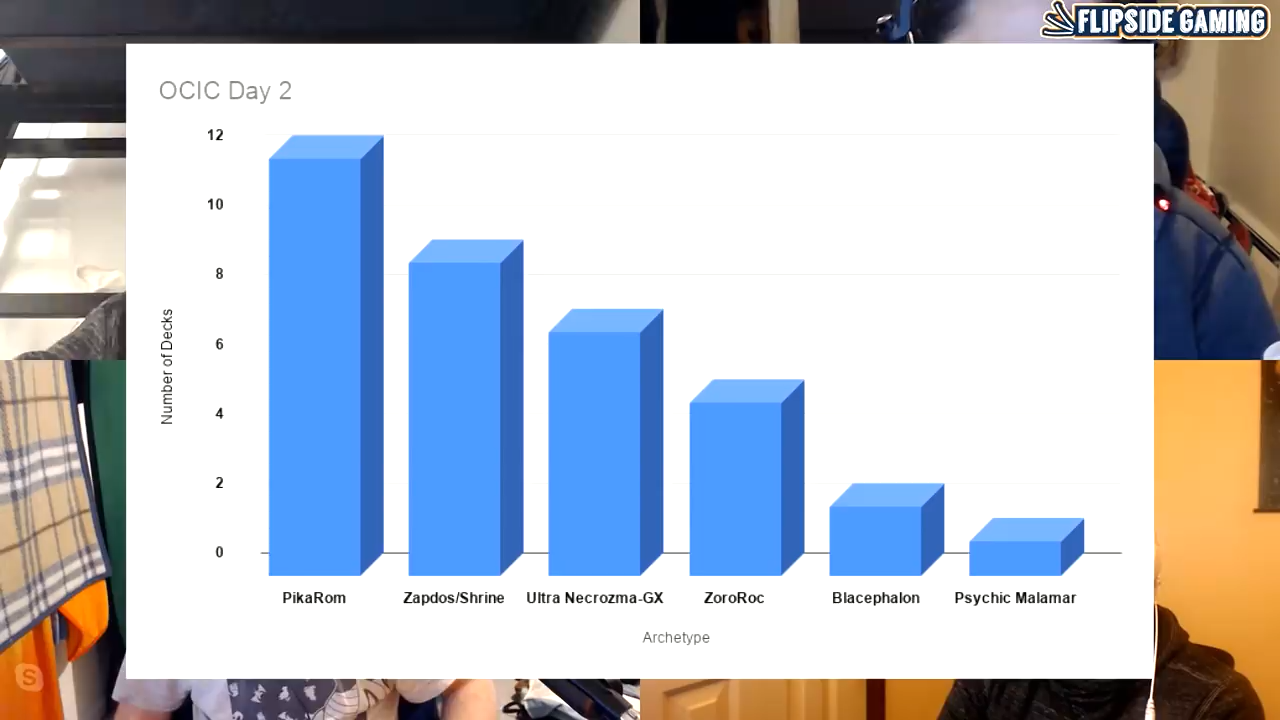 FLIPSIDE GAMING
OCIC Day 2
12
10
8
6
4
2
0
Number of Decks
PikaRom
Zapdos/Shrine
Ultra Necrozma-GX
ZoroRoc
Blacephalon
Psychic Malamar
Archetype
S